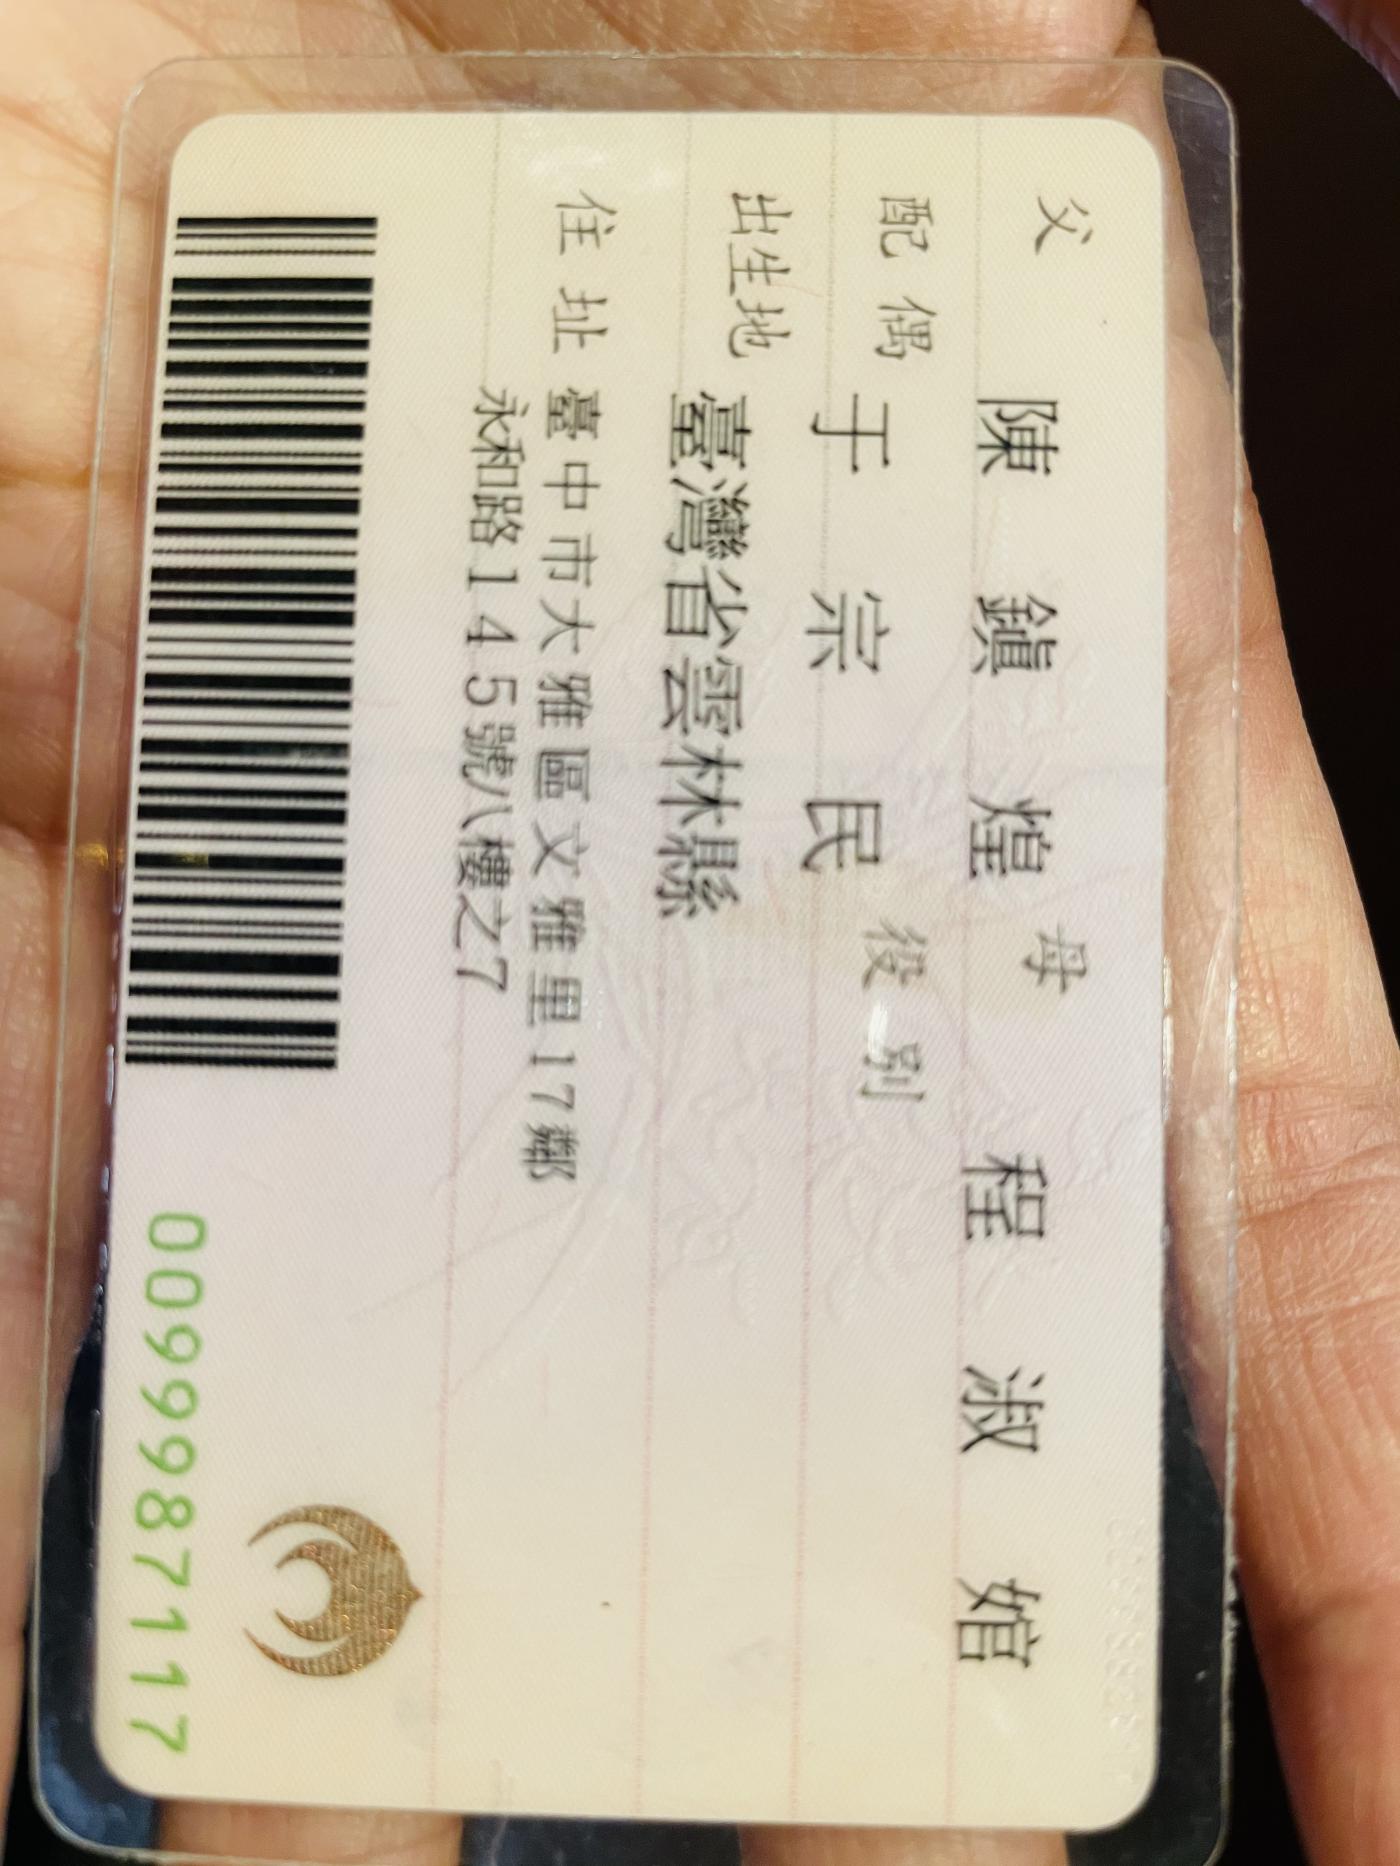 父 陳鎭煌 母 程淑婠
配偶 于宗民 役別
出生地 臺灣省雲林縣
住址 臺中市大雅區文雅里17鄰
永和路145號八樓之7
0099987117